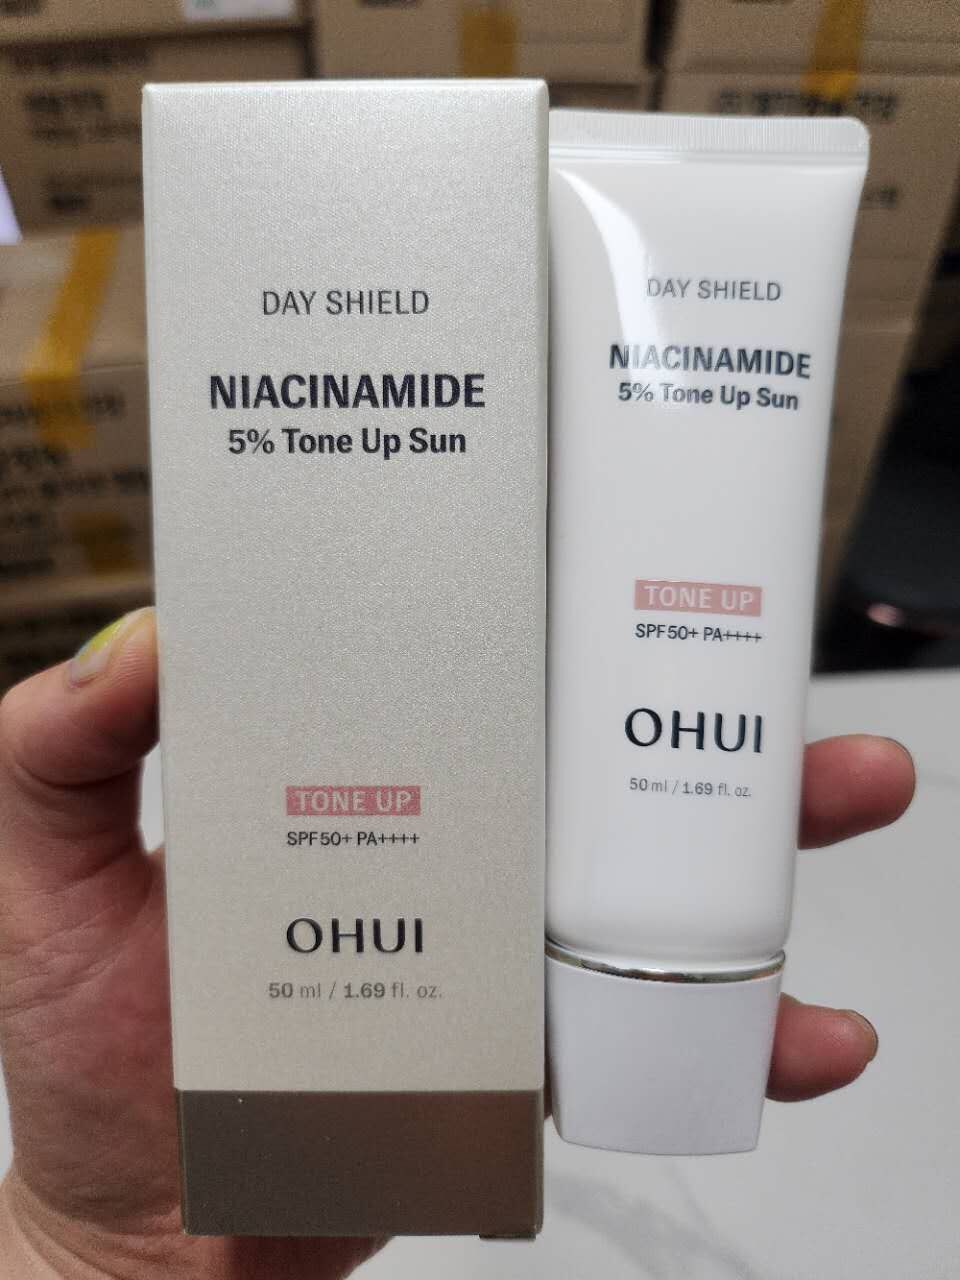 DAY SHIELD
NIACINAMIDE
5% Tone Up Sun
TONE UP
SPF50+ PA++++
OHUI
50 ml / 1.69 fl. oz.
DAY SHIELD
NIACINAMIDE
5% Tone Up Sun
TONE UP
SPF50+ PA++++
OHUI
50 ml / 1.69 fl. oz.